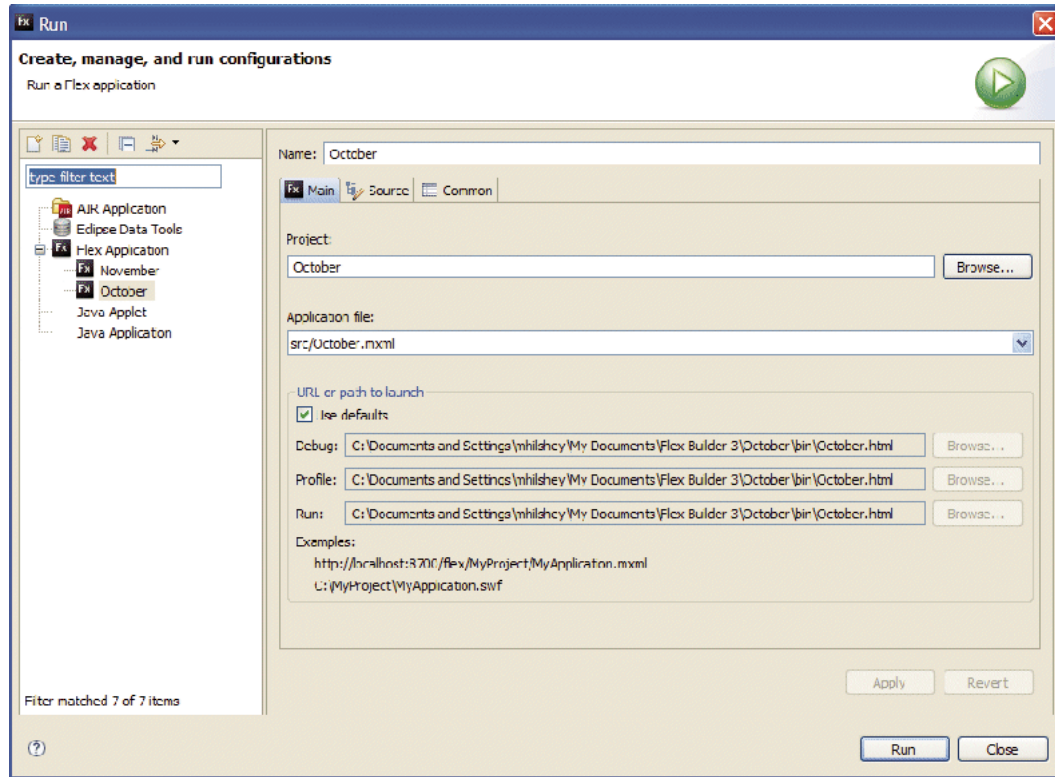 Fx Run
Create, manage, and run configurations
Run a Flex application
type filter text
AIR Application
Eclipse Data Tools
Fx Flex Application
Fx November
Fx October
Java Applet
Java Application
Filter matched 7 of 7 items
Name: October
Fx Main Source Common
Project:
October Browse...
Application file:
src/October.mxml
URL or path to launch
Use defaults
Debug: C:\Documents and Settings\mhilshey\My Documents\Flex Builder 3\October\bin\October.html Browse...
Profile: C:\Documents and Settings\mhilshey\My Documents\Flex Builder 3\October\bin\October.html Browse...
Run: C:\Documents and Settings\mhilshey\My Documents\Flex Builder 3\October\bin\October.html Browse...
Examples:
http://localhost:8700/flex/MyProject/MyApplication.mxml
C:\MyProject\MyApplication.swf
Apply Revert
? Run Close